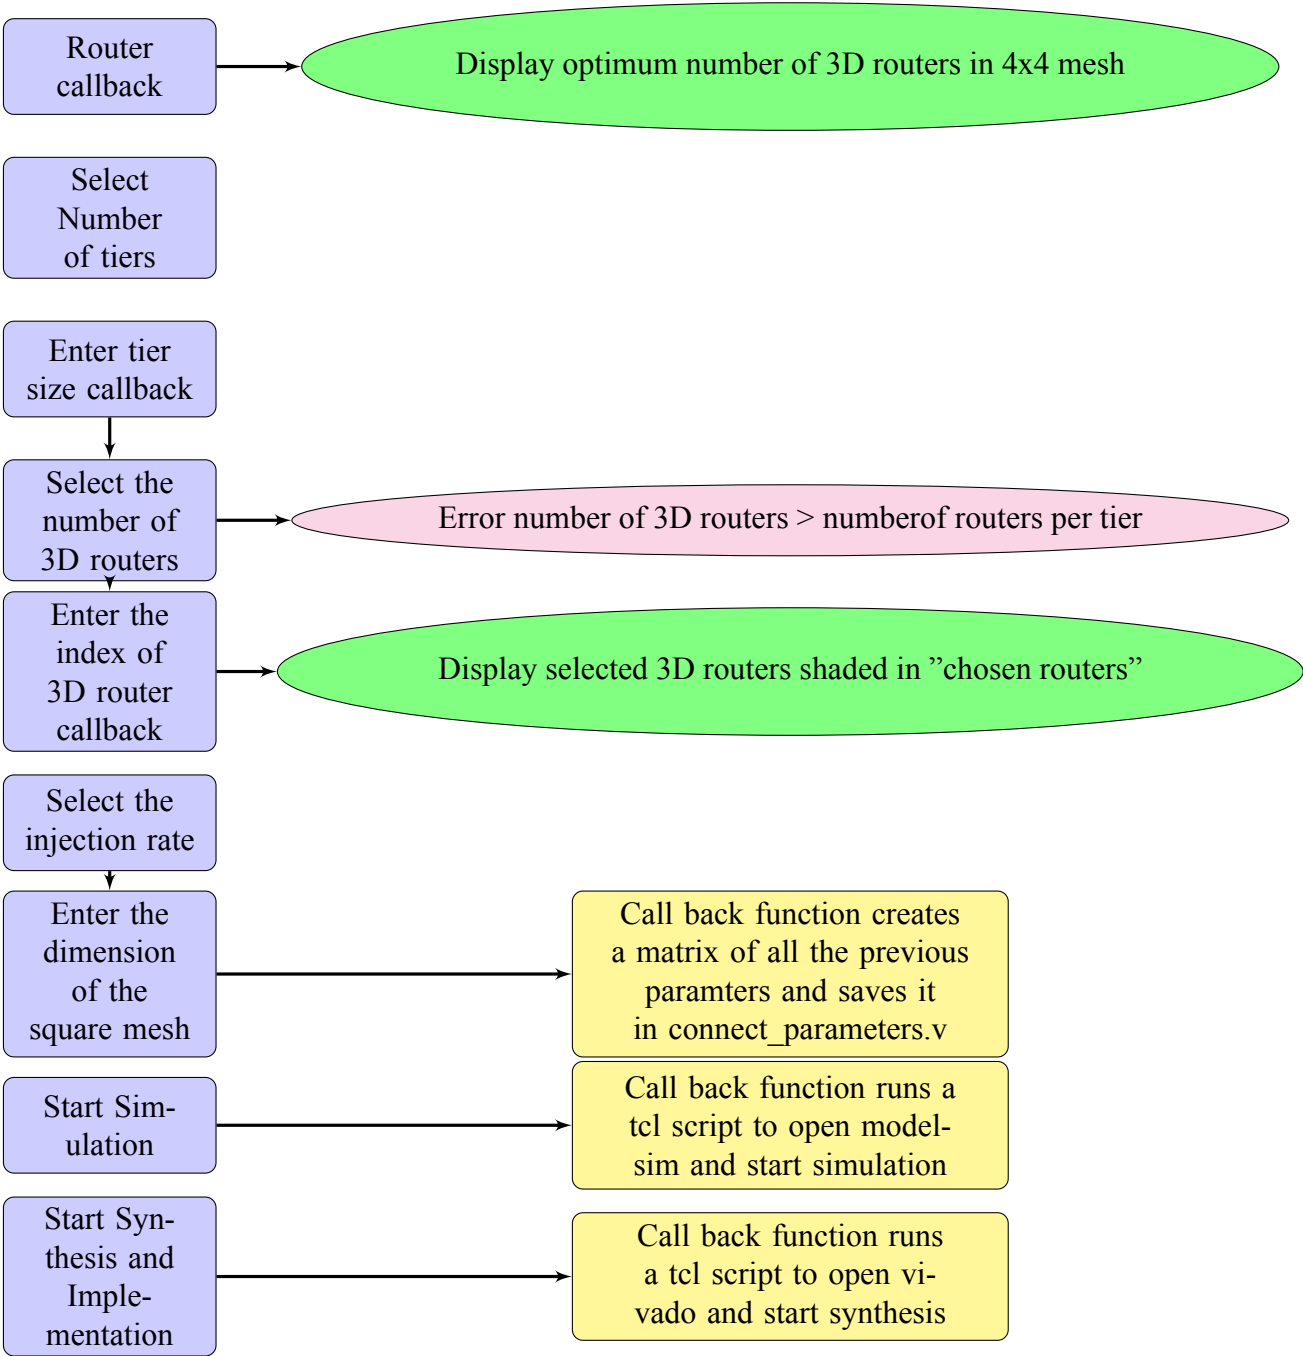 Router
callback
Display optimum number of 3D routers in 4x4 mesh
Select
Number
of tiers
Enter tier
size callback
Select the
number of
3D routers
Error number of 3D routers > numberof routers per tier
Enter the
index of
3D router
callback
Display selected 3D routers shaded in ”chosen routers”
Select the
injection rate
Enter the
dimension
of the
square mesh
Call back function creates
a matrix of all the previous
paramters and saves it
in connect_parameters.v
Start Sim-
ulation
Call back function runs a
tcl script to open model-
sim and start simulation
Start Syn-
thesis and
Imple-
mentation
Call back function runs
a tcl script to open vi-
vado and start synthesis